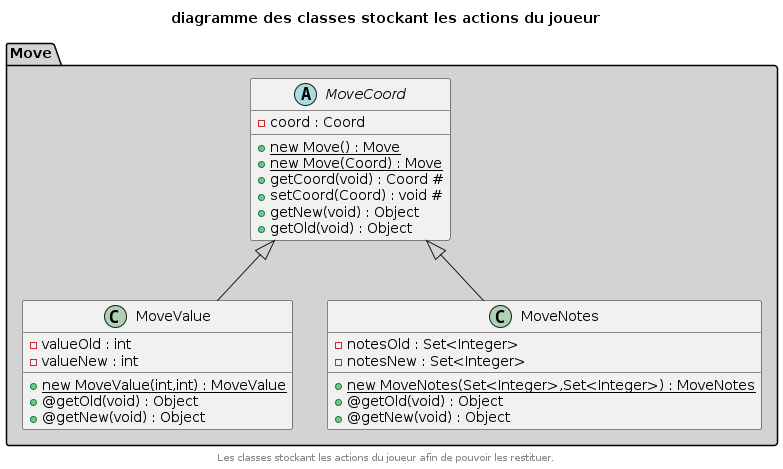 diagramme des classes stockant les actions du joueur
Move
A MoveCoord
coord : Coord
new Move() : Move
new Move(Coord) : Move
getCoord(void) : Coord #
setCoord(Coord) : void #
getNew(void) : Object
getOld(void) : Object
C MoveValue
valueOld : int
valueNew : int
new MoveValue(int,int) : MoveValue
@getOld(void) : Object
@getNew(void) : Object
C MoveNotes
notesOld : Set<Integer>
notesNew : Set<Integer>
new MoveNotes(Set<Integer>,Set<Integer>) : MoveNotes
@getOld(void) : Object
@getNew(void) : Object
Les classes stockant les actions du joueur afin de pouvoir les restituer.